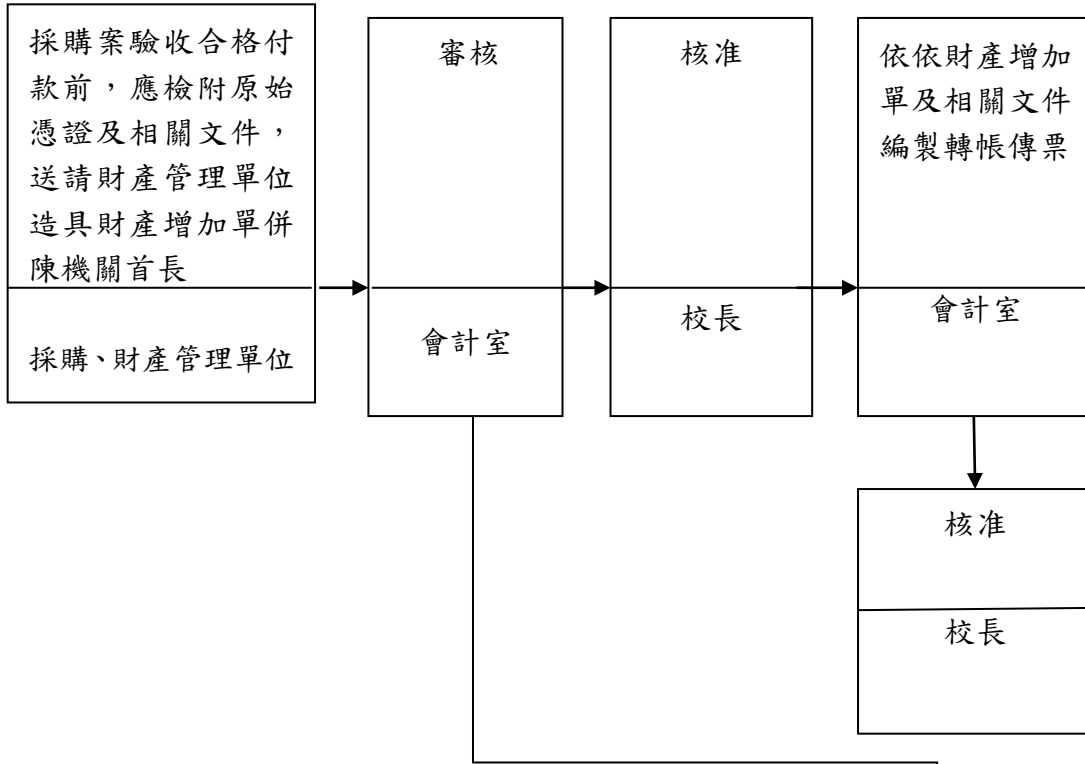 採購案驗收合格付
款前，應檢附原始
憑證及相關文件，
送請財產管理單位
造具財產增加單併
陳機關首長
採購、財產管理單位
審核
會計室
核准
校長
依依財產增加
單及相關文件
編製轉帳傳票
會計室
核准
校長